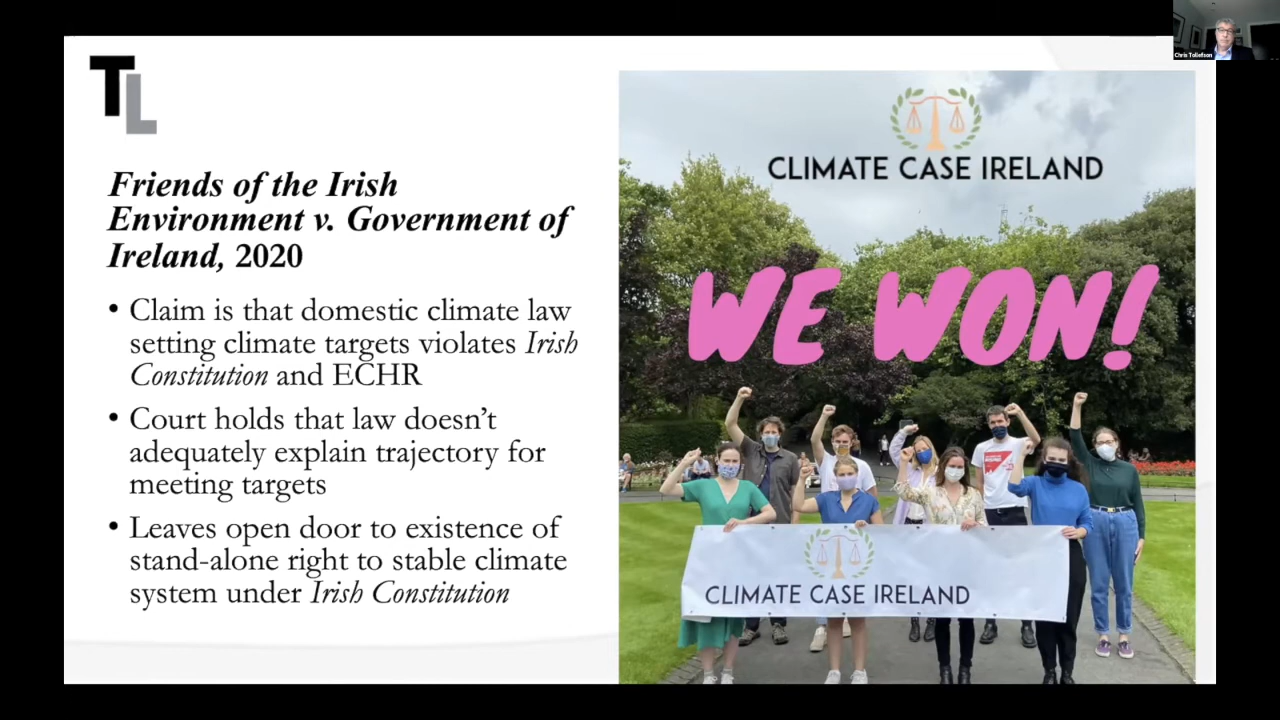 Chris Tollefson
TL
Friends of the Irish
Environment v. Government of
Ireland, 2020
• Claim is that domestic climate law
setting climate targets violates Irish
Constitution and ECHR
• Court holds that law doesn't
adequately explain trajectory for
meeting targets
• Leaves open door to existence of
stand-alone right to stable climate
system under Irish Constitution
CLIMATE CASE IRELAND
WE WON!
CLIMATE CASE IRELAND